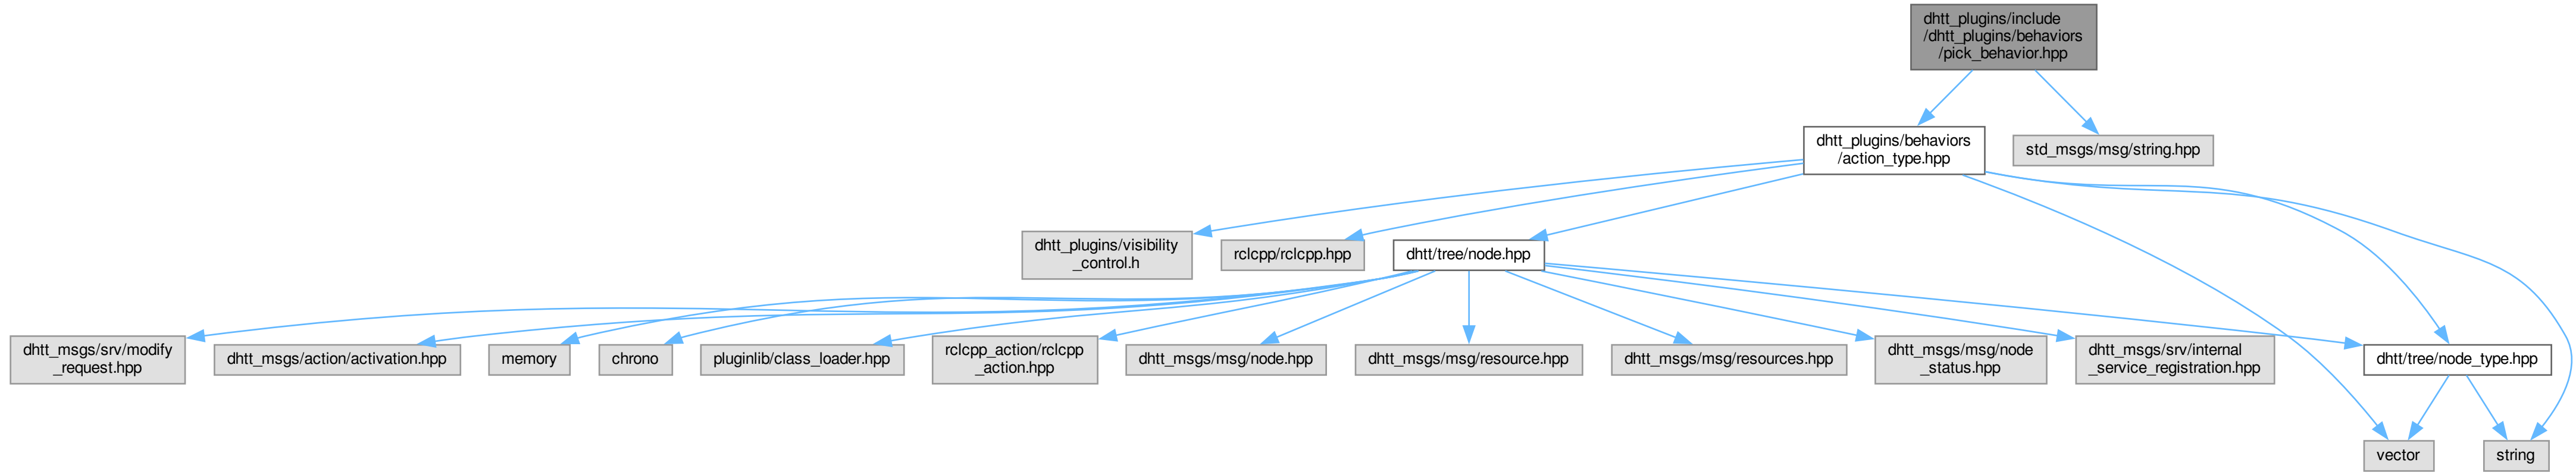 dhtt_plugins/include
/dhtt_plugins/behaviors
/pick_behavior.hpp
dhtt_plugins/behaviors
/action_type.hpp
std_msgs/msg/string.hpp
dhtt_plugins/visibility
_control.h
rclcpp/rclcpp.hpp
dhtt/tree/node.hpp
dhtt_msgs/srv/modify
_request.hpp
dhtt_msgs/action/activation.hpp
memory
chrono
pluginlib/class_loader.hpp
rclcpp_action/rclcpp
_action.hpp
dhtt_msgs/msg/node.hpp
dhtt_msgs/msg/resource.hpp
dhtt_msgs/msg/resources.hpp
dhtt_msgs/msg/node
_status.hpp
dhtt_msgs/srv/internal
_service_registration.hpp
dhtt/tree/node_type.hpp
vector
string